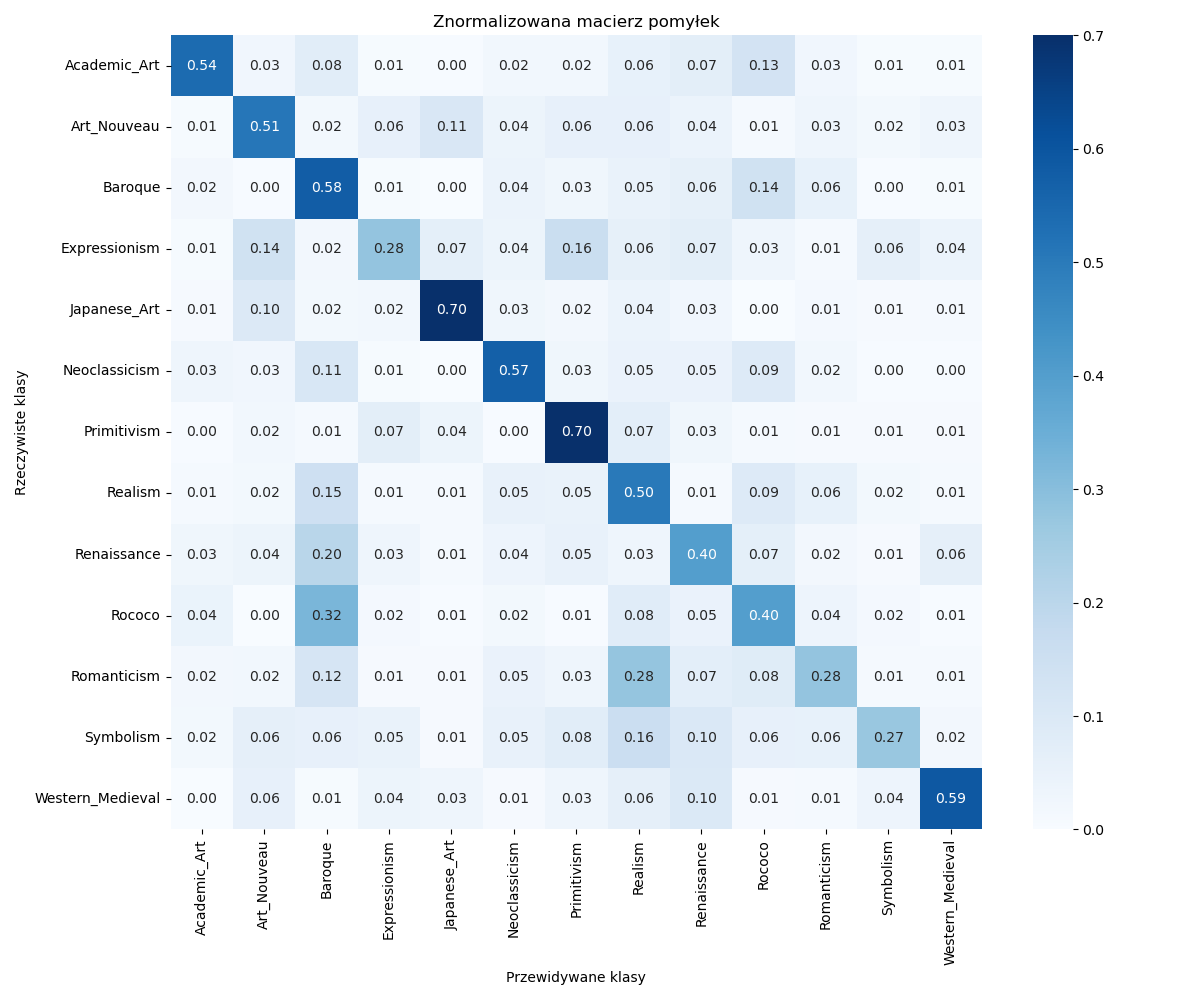 Znormalizowana macierz pomyłek
Academic_Art 0.54 0.03 0.08 0.01 0.00 0.02 0.02 0.06 0.07 0.13 0.03 0.01 0.01
Art_Nouveau 0.01 0.51 0.02 0.06 0.11 0.04 0.06 0.06 0.04 0.01 0.03 0.02 0.03
Baroque 0.02 0.00 0.58 0.01 0.00 0.04 0.03 0.05 0.06 0.14 0.06 0.00 0.01
Expressionism 0.01 0.14 0.02 0.28 0.07 0.04 0.16 0.06 0.07 0.03 0.01 0.06 0.04
Japanese_Art 0.01 0.10 0.02 0.02 0.70 0.03 0.02 0.04 0.03 0.00 0.01 0.01 0.01
Neoclassicism 0.03 0.03 0.11 0.01 0.00 0.57 0.03 0.05 0.05 0.09 0.02 0.00 0.00
Primitivism 0.00 0.02 0.01 0.07 0.04 0.00 0.70 0.07 0.03 0.01 0.01 0.01 0.01
Realism 0.01 0.02 0.15 0.01 0.01 0.05 0.05 0.50 0.01 0.09 0.06 0.02 0.01
Renaissance 0.03 0.04 0.20 0.03 0.01 0.04 0.05 0.03 0.40 0.07 0.02 0.01 0.06
Rococo 0.04 0.00 0.32 0.02 0.01 0.02 0.01 0.08 0.05 0.40 0.04 0.02 0.01
Romanticism 0.02 0.02 0.12 0.01 0.01 0.05 0.03 0.28 0.07 0.08 0.28 0.01 0.01
Symbolism 0.02 0.06 0.06 0.05 0.01 0.05 0.08 0.16 0.10 0.06 0.06 0.27 0.02
Western_Medieval 0.00 0.06 0.01 0.04 0.03 0.01 0.03 0.06 0.10 0.01 0.01 0.04 0.59
Rzeczywiste klasy
Academic_Art
Art_Nouveau
Baroque
Expressionism
Japanese_Art
Neoclassicism
Primitivism
Realism
Renaissance
Rococo
Romanticism
Symbolism
Western_Medieval
Przewidywane klasy
0.7
0.6
0.5
0.4
0.3
0.2
0.1
0.0